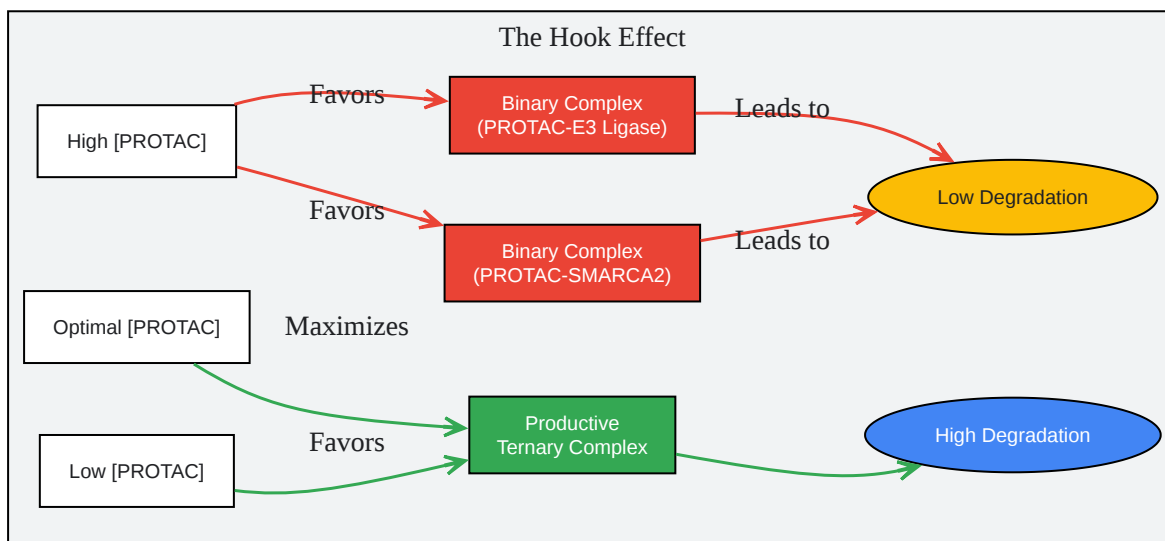 The Hook Effect
High [PROTAC]
Favors
Favors
Binary Complex
(PROTAC-E3 Ligase)
Leads to
Binary Complex
(PROTAC-SMARCA2)
Leads to
Low Degradation
Optimal [PROTAC]
Maximizes
Low [PROTAC]
Favors
Productive
Ternary Complex
High Degradation